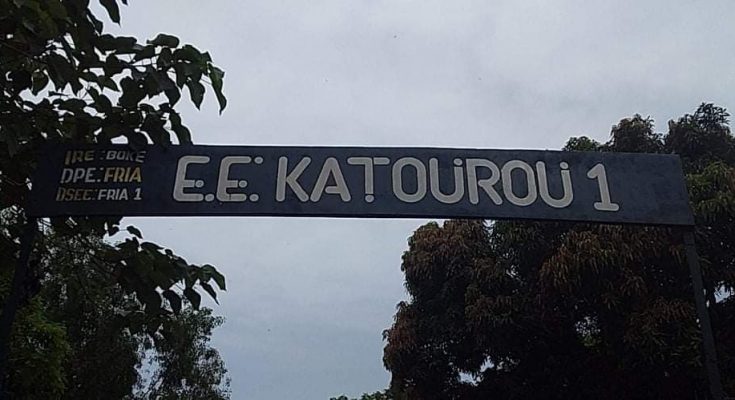 IRE:BOKE
DPE:FRIA
DSEE:FRIA 1
E.E: KATOUROU 1